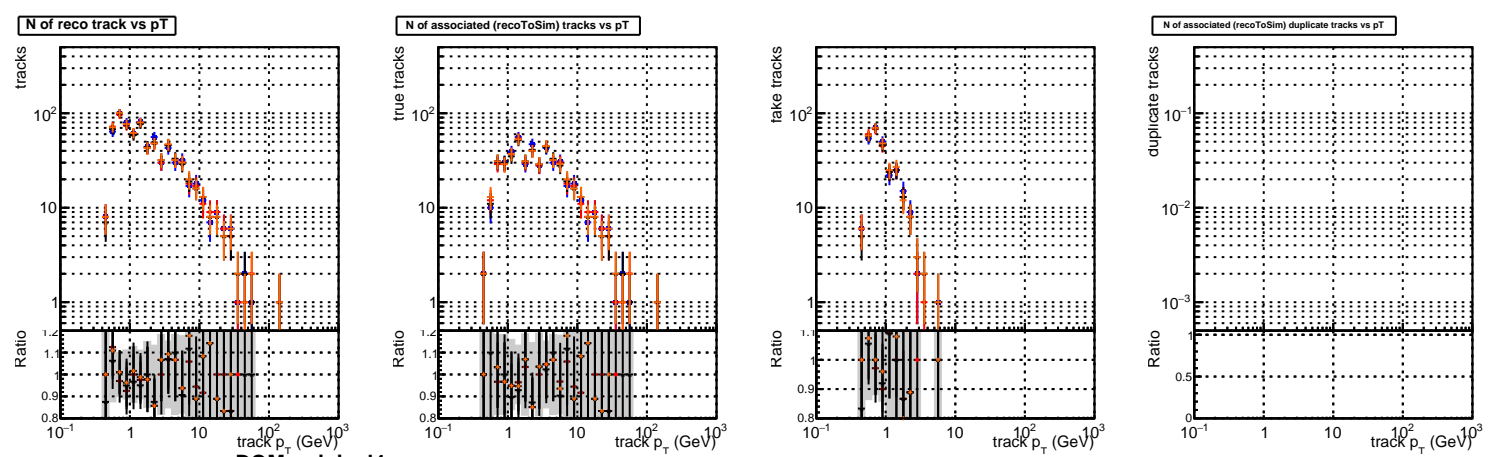 N of reco track vs pT
tracks
10²
10
1
Ratio
1.2
1.1
1
0.9
0.8
10⁻¹ 1 10 10² 10³
track p_T (GeV)
N of associated (recoToSim) tracks vs pT
true tracks
10²
10
1
Ratio
1.2
1.1
1
0.9
0.8
10⁻¹ 1 10 10² 10³
track p_T (GeV)
fake tracks
10²
10
1
Ratio
1.1
1
0.9
0.8
10⁻¹ 1 10 10² 10³
track p_T (GeV)
N of associated (recoToSim) duplicate tracks vs pT
duplicate tracks
10⁻¹
10⁻²
10⁻³
Ratio
1
0.5
0
10⁻¹ 1 10 10² 10³
track p_T (GeV)